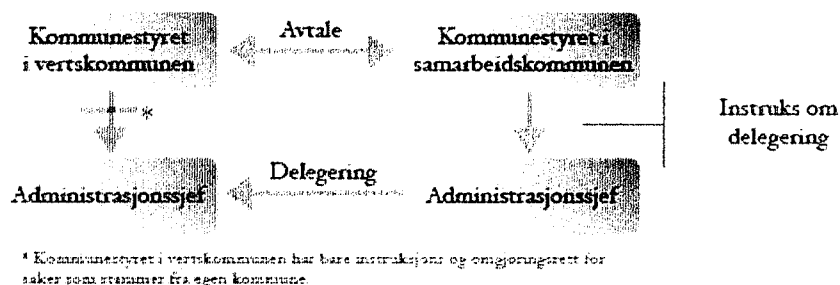 Kommunestyret
i vertskommunen
Avtale
Kommunestyret i
samarbeidskommunen
*
Instruks om
delegering
Administrasjonssjef
Delegering
Administrasjonssjef
* Kommunestyret i vertskommunen har bare instruksjons og omgjøringsrett for
saker som stammer fra egen kommune.